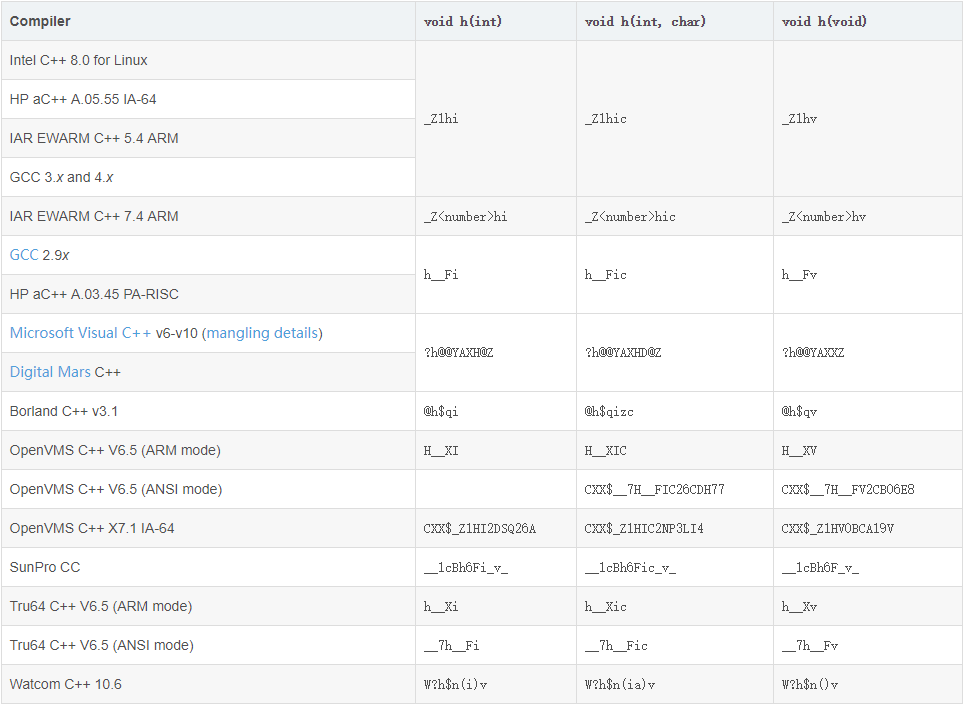 Compiler void h(int) void h(int, char) void h(void)
Intel C++ 8.0 for Linux
HP aC++ A.05.55 IA-64
_Z1hi _Z1hic _Z1hv
IAR EWARM C++ 5.4 ARM
GCC 3.x and 4.x
IAR EWARM C++ 7.4 ARM _Z<number>hi _Z<number>hic _Z<number>hv
GCC 2.9x
h__Fi h__Fic h__Fv
HP aC++ A.03.45 PA-RISC
Microsoft Visual C++ v6-v10 (mangling details)
?h@@YAXH@Z ?h@@YAXHD@Z ?h@@YAXXZ
Digital Mars C++
Borland C++ v3.1 @h$qi @h$qizc @h$qv
OpenVMS C++ V6.5 (ARM mode) H__XI H__XIC H__XV
OpenVMS C++ V6.5 (ANSI mode) CXX$__7H__FIC26CDH77 CXX$__7H__FV2CB06E8
OpenVMS C++ X7.1 IA-64 CXX$_Z1HI2DSQ26A CXX$_Z1HIC2NP3LI4 CXX$_Z1HV0BCA19V
SunPro CC __1cBh6Fi_v_ __1cBh6Fic_v_ __1cBh6F_v_
Tru64 C++ V6.5 (ARM mode) h__Xi h__Xic h__Xv
Tru64 C++ V6.5 (ANSI mode) __7h__Fi __7h__Fic __7h__Fv
Watcom C++ 10.6 W?h$n(i)v W?h$n(ia)v W?h$n()v